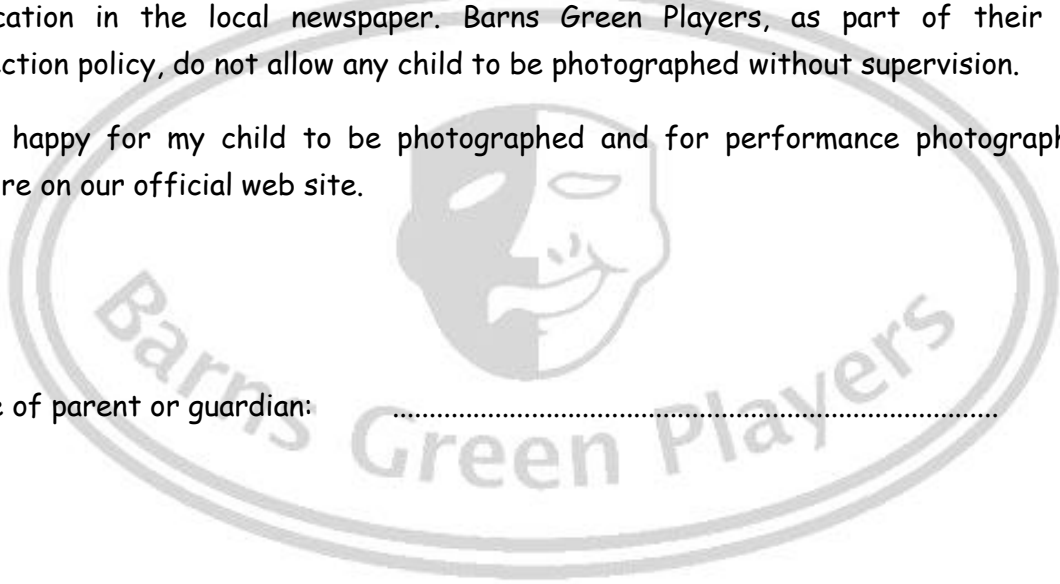 cation in the local newspaper. Barns Green Players, as part of their
ection policy, do not allow any child to be photographed without supervision.
happy for my child to be photographed and for performance photograph
re on our official web site.
e of parent or guardian: ....................................................................................
Barns Green Players